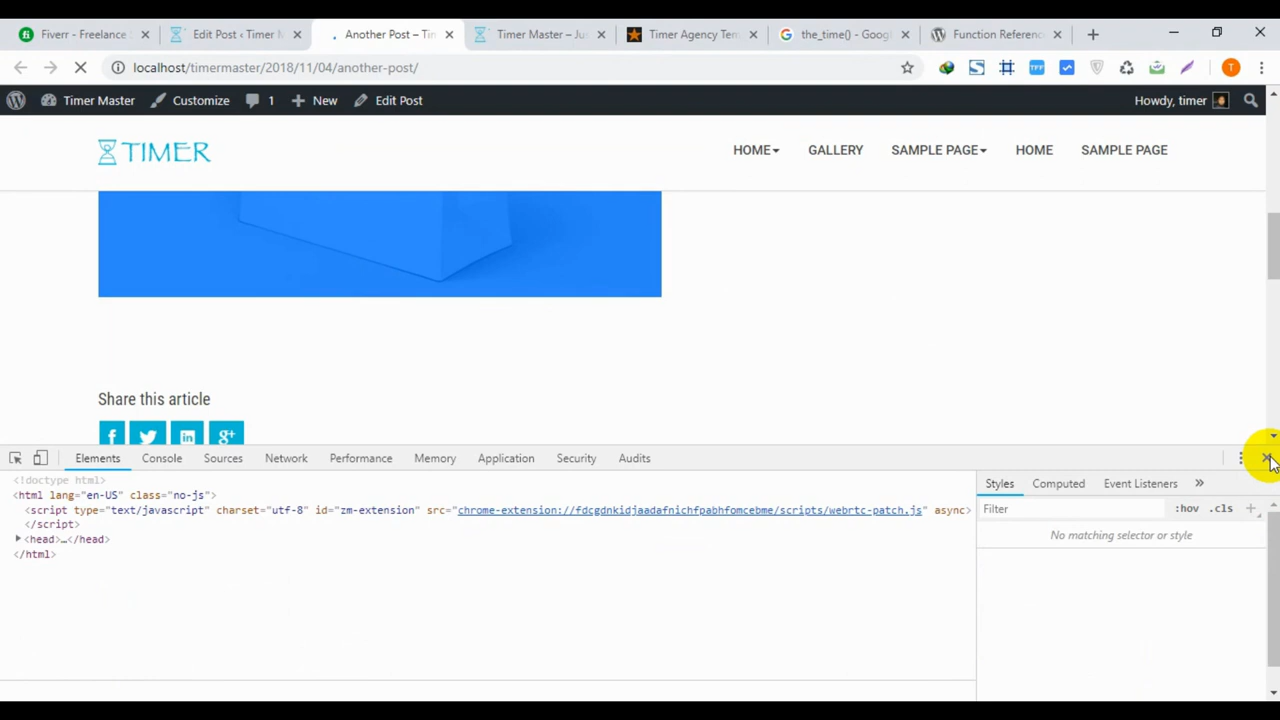 Fiverr - Freelance
Edit Post ‹ Timer M
Another Post – Tin
Timer Master – Ju
Timer Agency Tem
the_time() - Googl
Function Referenc
localhost/timermaster/2018/11/04/another-post/
TFF
T
Timer Master
Customize
1
New
Edit Post
Howdy, timer
TIMER
HOME
GALLERY
SAMPLE PAGE
HOME
SAMPLE PAGE
Share this article
Elements
Console
Sources
Network
Performance
Memory
Application
Security
Audits
<!doctype html>
<html lang="en-US" class="no-js">
<script type="text/javascript" charset="utf-8" id="zm-extension" src="chrome-extension://fdcgdnkidjaadafnichfpabhfomcebme/scripts/webrtc-patch.js" async>
</script>
<head>…</head>
</html>
Styles
Computed
Event Listeners
Filter
:hov
.cls
No matching selector or style